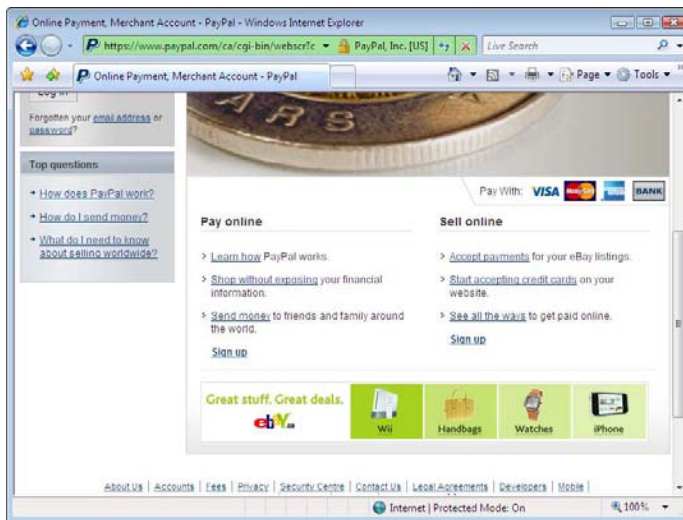 Online Payment, Merchant Account - PayPal - Windows Internet Explorer
https://www.paypal.com/ca/cgi-bin/webscr?c
PayPal, Inc. [US]
Live Search
Online Payment, Merchant Account - PayPal
Page
Tools
Log In
Forgotten your email address or
password?
Top questions
How does PayPal work?
How do I send money?
What do I need to know
about selling worldwide?
ARS
Pay With: VISA MasterCard BANK
Pay online
> Learn how PayPal works.
> Shop without exposing your financial
information.
> Send money to friends and family around
the world.
Sign up
Sell online
> Accept payments for your eBay listings.
> Start accepting credit cards on your
website.
> See all the ways to get paid online.
Sign up
Great stuff. Great deals.
ebY.ca
Wii
Handbags
Watches
iPhone
About Us | Accounts | Fees | Privacy | Security Centre | Contact Us | Legal Agreements | Developers | Mobile |
Internet | Protected Mode: On
100%